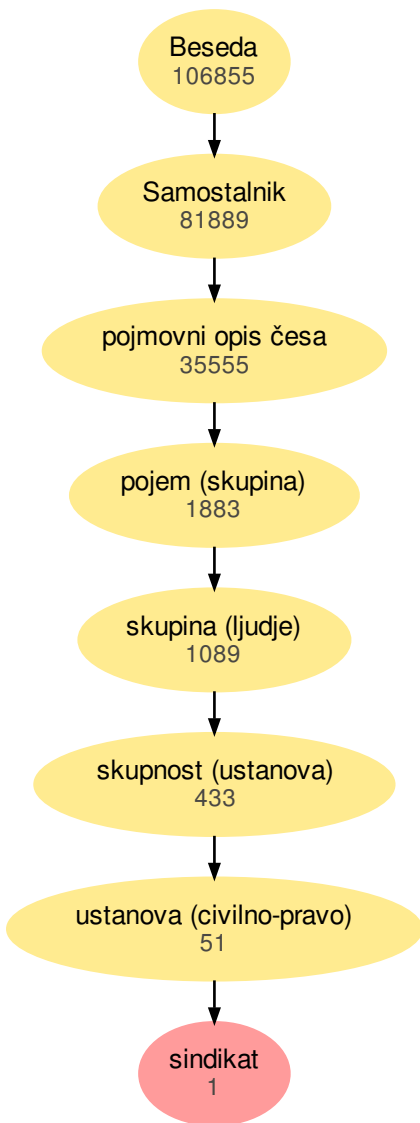 Beseda
106855
Samostalnik
81889
pojmovni opis česa
35555
pojem (skupina)
1883
skupina (ljudje)
1089
skupnost (ustanova)
433
ustanova (civilno-pravo)
51
sindikat
1